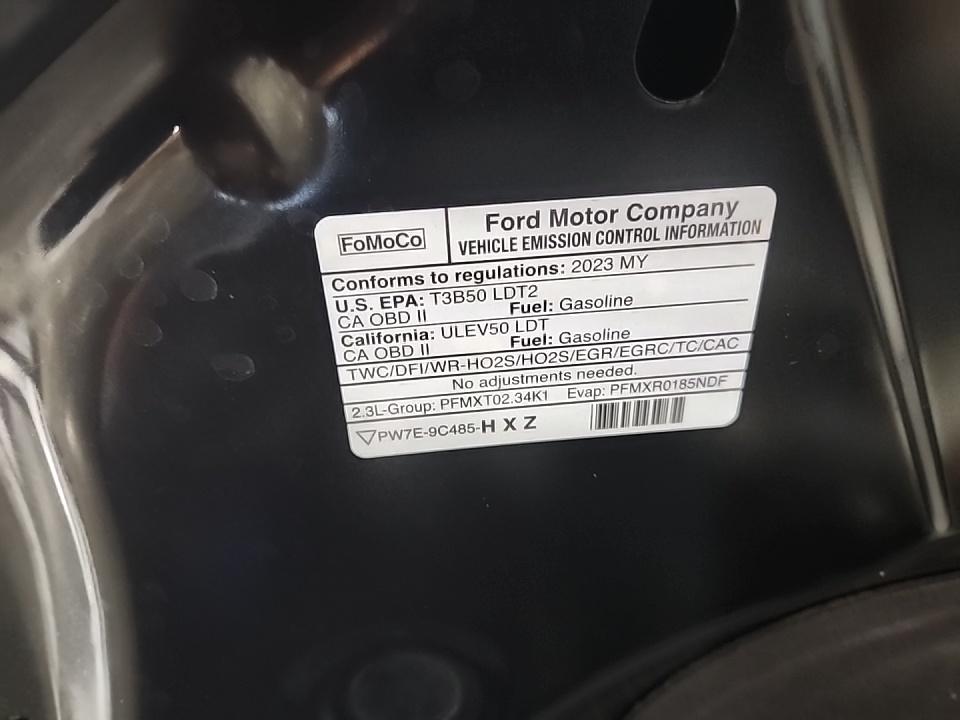 FoMoCo
Ford Motor Company
VEHICLE EMISSION CONTROL INFORMATION
Conforms to regulations: 2023 MY
U.S. EPA: T3B50 LDT2
CA OBD II Fuel: Gasoline
California: ULEV50 LDT
CA OBD II Fuel: Gasoline
TWC/DFI/WR-HO2S/HO2S/EGR/EGRC/TC/CAC
No adjustments needed.
2.3L-Group: PFMXT02.34K1 Evap: PFMXR0185NDF
PW7E-9C485-H X Z